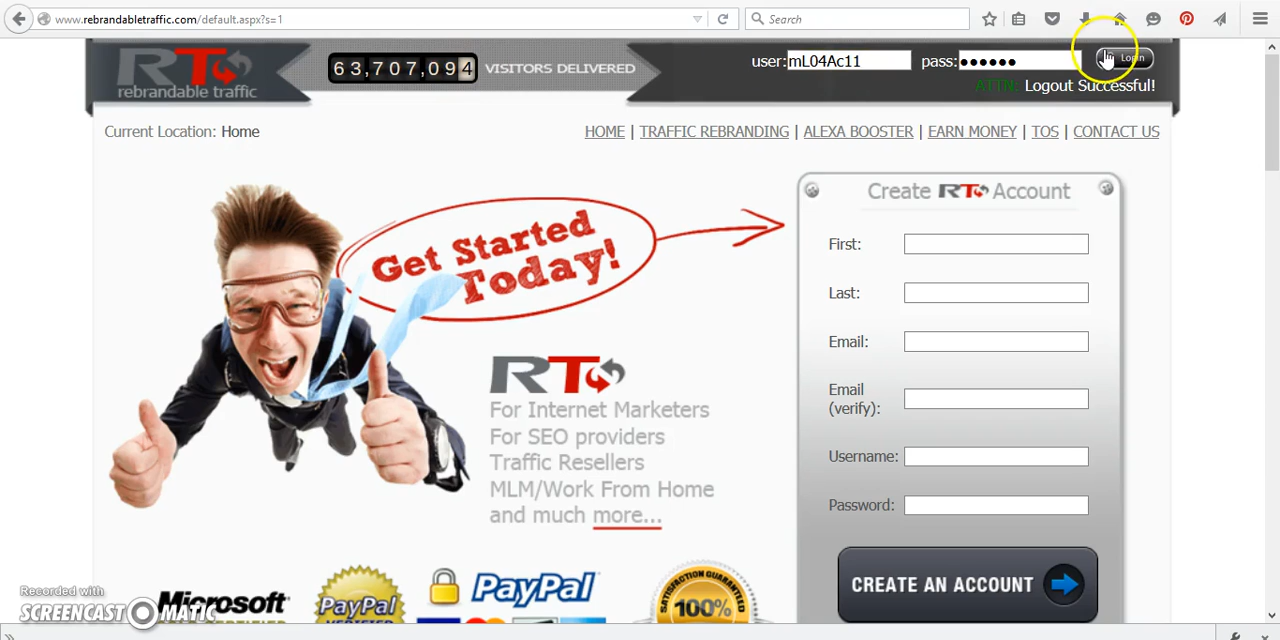 www.rebrandabletraffic.com/default.aspx?s=1
Search
RT
rebrandable traffic
63,707,094 VISITORS DELIVERED
user: mL04Ac11 pass: ●●●●●● Login
ATTN: Logout Successful!
Current Location: Home
HOME | TRAFFIC REBRANDING | ALEXA BOOSTER | EARN MONEY | TOS | CONTACT US
Get Started
Today!
RT
For Internet Marketers
For SEO providers
Traffic Resellers
MLM/Work From Home
and much more...
Create RT Account
First:
Last:
Email:
Email
(verify):
Username:
Password:
CREATE AN ACCOUNT
Microsoft
PayPal
PayPal
SATISFACTION GUARANTEED
100%
Recorded with
SCREENCAST-O-MATIC